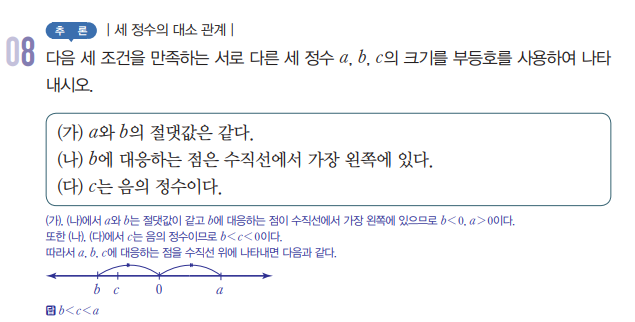 추 론 | 세 정수의 대소 관계 |
08 다음 세 조건을 만족하는 서로 다른 세 정수 a, b, c의 크기를 부등호를 사용하여 나타
내시오.
(가) a와 b의 절댓값은 같다.
(나) b에 대응하는 점은 수직선에서 가장 왼쪽에 있다.
(다) c는 음의 정수이다.
(가), (나)에서 a와 b는 절댓값이 같고 b에 대응하는 점이 수직선에서 가장 왼쪽에 있으므로 b<0, a>0이다.
또한 (나), (다)에서 c는 음의 정수이므로 b<c<0이다.
따라서 a, b, c에 대응하는 점을 수직선 위에 나타내면 다음과 같다.
b c 0 a
답 b<c<a